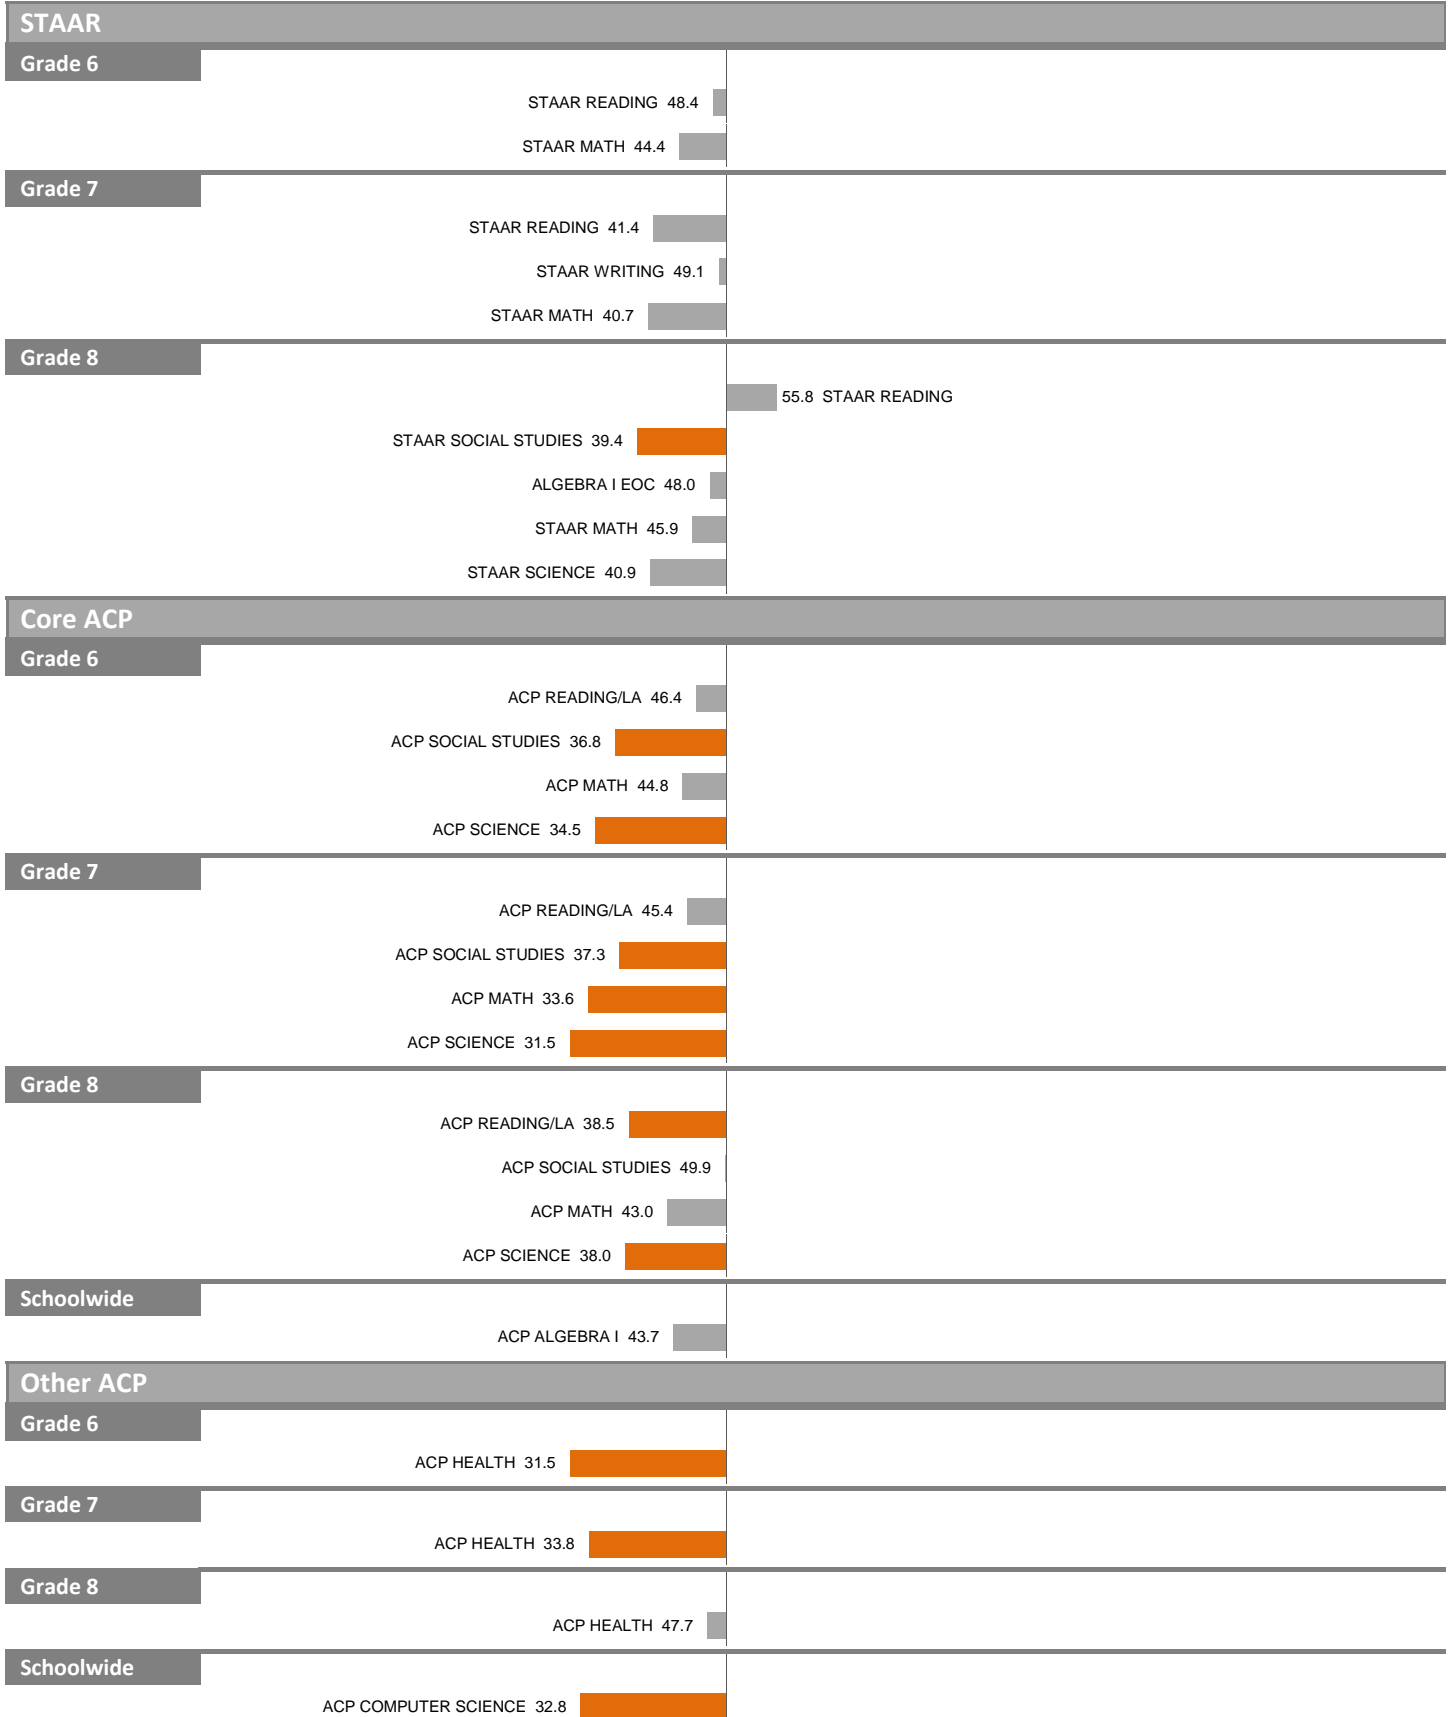 STAAR
Grade 6
STAAR READING 48.4
STAAR MATH 44.4
Grade 7
STAAR READING 41.4
STAAR WRITING 49.1
STAAR MATH 40.7
Grade 8
55.8 STAAR READING
STAAR SOCIAL STUDIES 39.4
ALGEBRA I EOC 48.0
STAAR MATH 45.9
STAAR SCIENCE 40.9
Core ACP
Grade 6
ACP READING/LA 46.4
ACP SOCIAL STUDIES 36.8
ACP MATH 44.8
ACP SCIENCE 34.5
Grade 7
ACP READING/LA 45.4
ACP SOCIAL STUDIES 37.3
ACP MATH 33.6
ACP SCIENCE 31.5
Grade 8
ACP READING/LA 38.5
ACP SOCIAL STUDIES 49.9
ACP MATH 43.0
ACP SCIENCE 38.0
Schoolwide
ACP ALGEBRA I 43.7
Other ACP
Grade 6
ACP HEALTH 31.5
Grade 7
ACP HEALTH 33.8
Grade 8
ACP HEALTH 47.7
Schoolwide
ACP COMPUTER SCIENCE 32.8